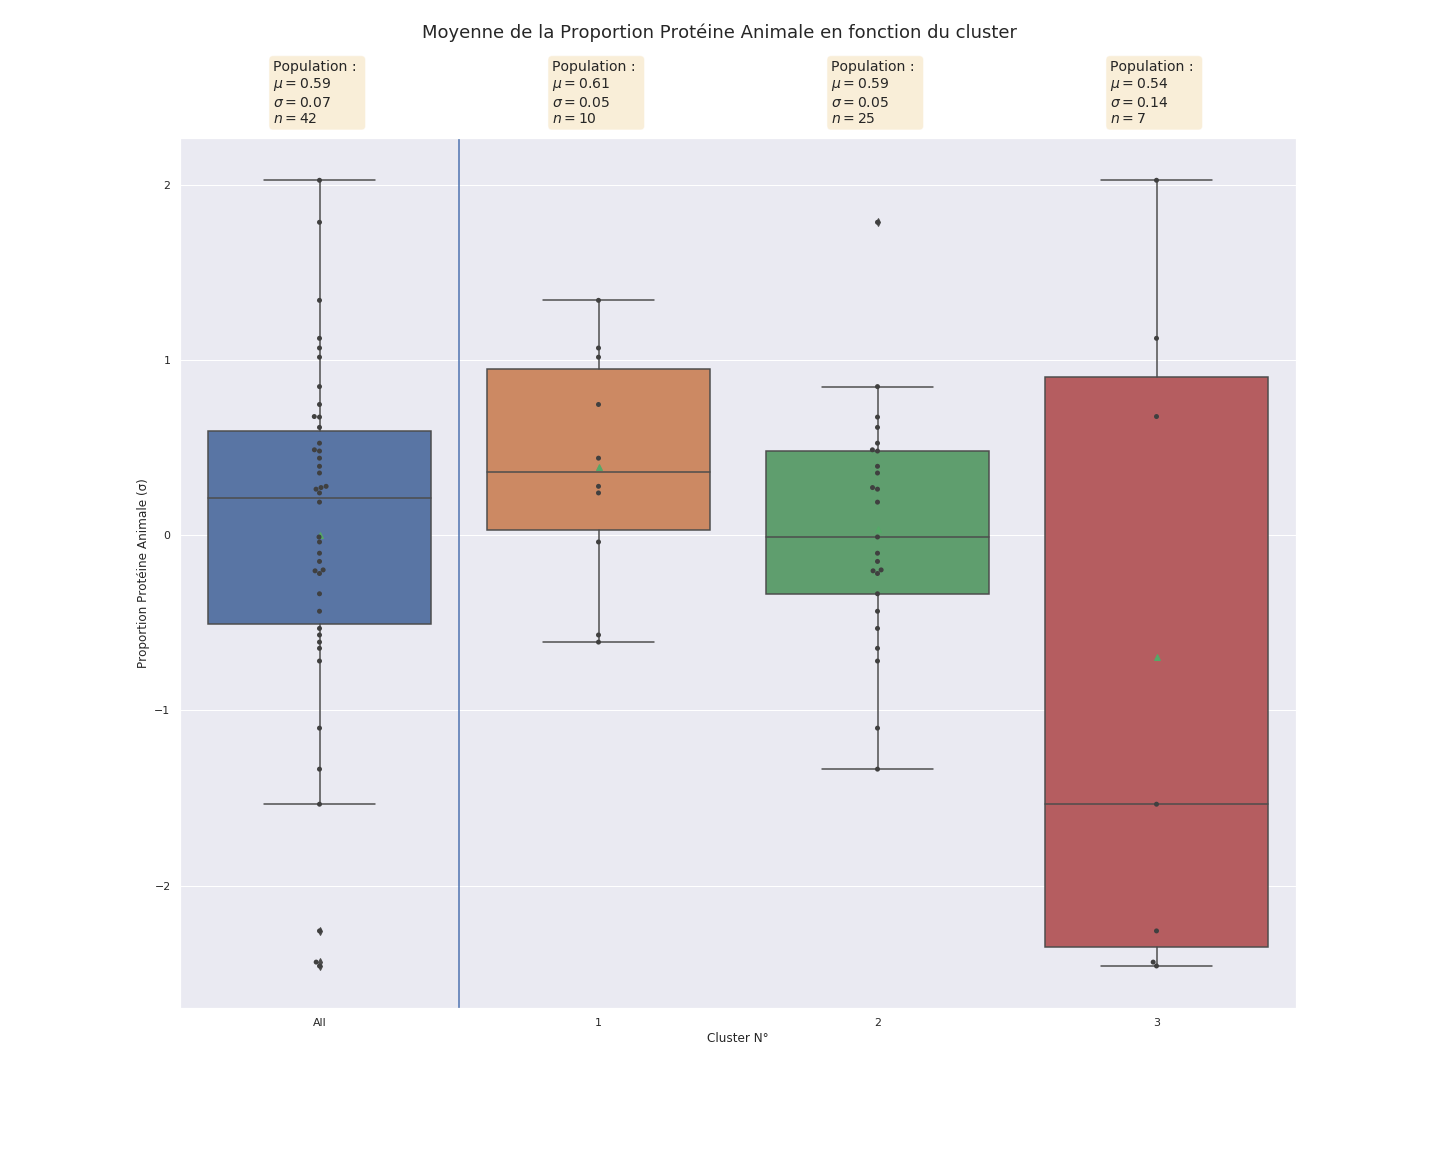 Moyenne de la Proportion Protéine Animale en fonction du cluster
Population :
μ = 0.59
σ = 0.07
n = 42
Population :
μ = 0.61
σ = 0.05
n = 10
Population :
μ = 0.59
σ = 0.05
n = 25
Population :
μ = 0.54
σ = 0.14
n = 7
Proportion Protéine Animale (σ)
2
1
0
−1
−2
All
1
2
3
Cluster N°